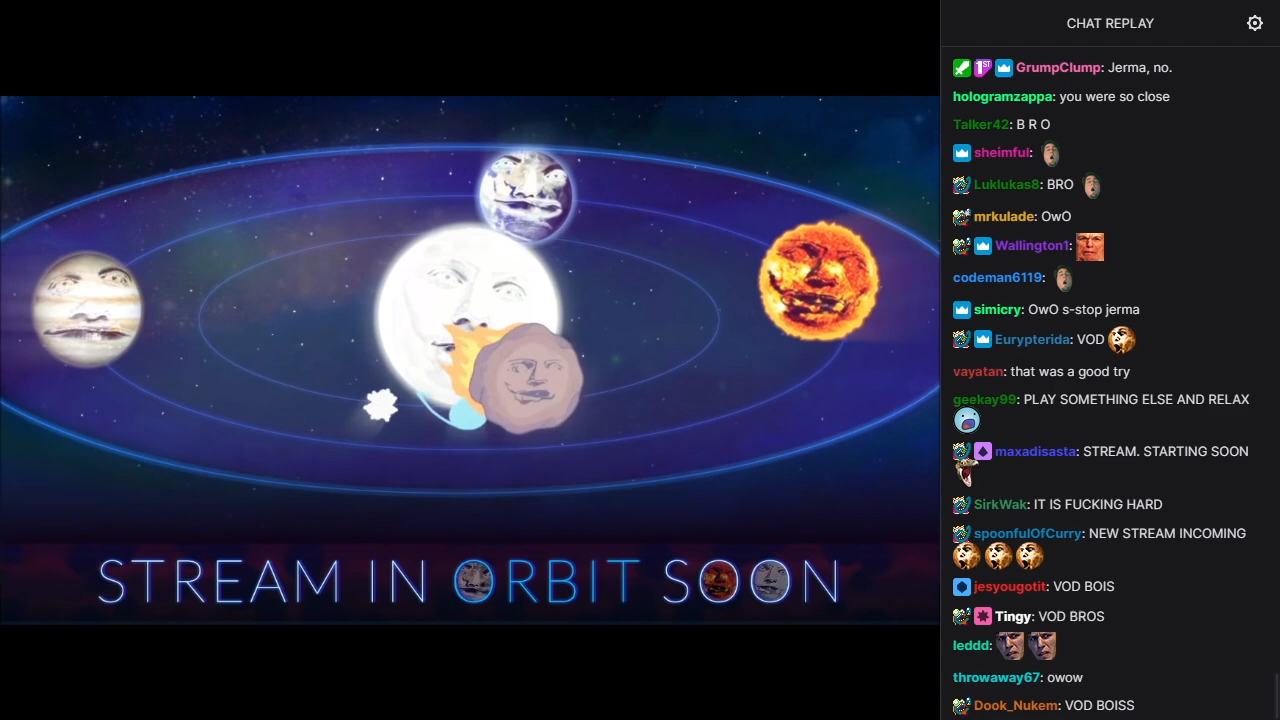 STREAM IN ORBIT SOON
CHAT REPLAY
1ST GrumpClump: Jerma, no.
hologramzappa: you were so close
Talker42: B R O
sheimful:
Luklukas8: BRO
mrkulade: OwO
Wallington1:
codeman6119:
simicry: OwO s-stop jerma
Eurypterida: VOD
vayatan: that was a good try
geekay99: PLAY SOMETHING ELSE AND RELAX
maxadisasta: STREAM. STARTING SOON
SirkWak: IT IS FUCKING HARD
spoonfulOfCurry: NEW STREAM INCOMING
jesyougotit: VOD BOIS
Tingy: VOD BROS
leddd:
throwaway67: owow
Dook_Nukem: VOD BOISS